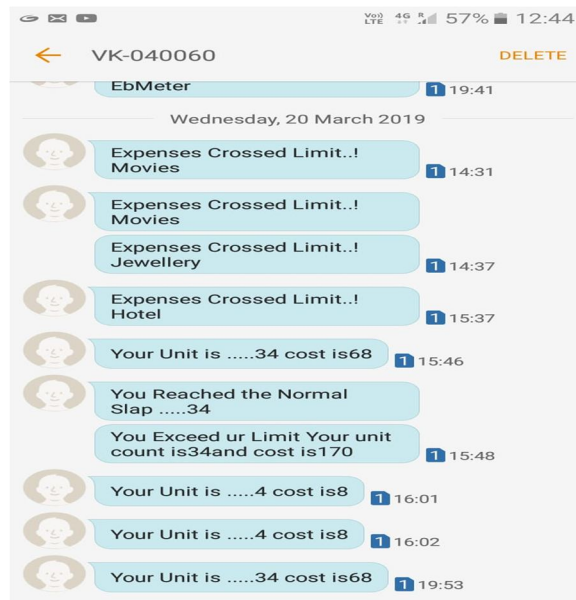 Voi) LTE 4G R 57% 12:44
VK-040060 DELETE
EbMeter
1 19:41
Wednesday, 20 March 2019
Expenses Crossed Limit..!
Movies
1 14:31
Expenses Crossed Limit..!
Movies
Expenses Crossed Limit..!
Jewellery
1 14:37
Expenses Crossed Limit..!
Hotel
1 15:37
Your Unit is .....34 cost is68
1 15:46
You Reached the Normal
Slap .....34
You Exceed ur Limit Your unit
count is34and cost is170
1 15:48
Your Unit is .....4 cost is8
1 16:01
Your Unit is .....4 cost is8
1 16:02
Your Unit is .....34 cost is68
1 19:53